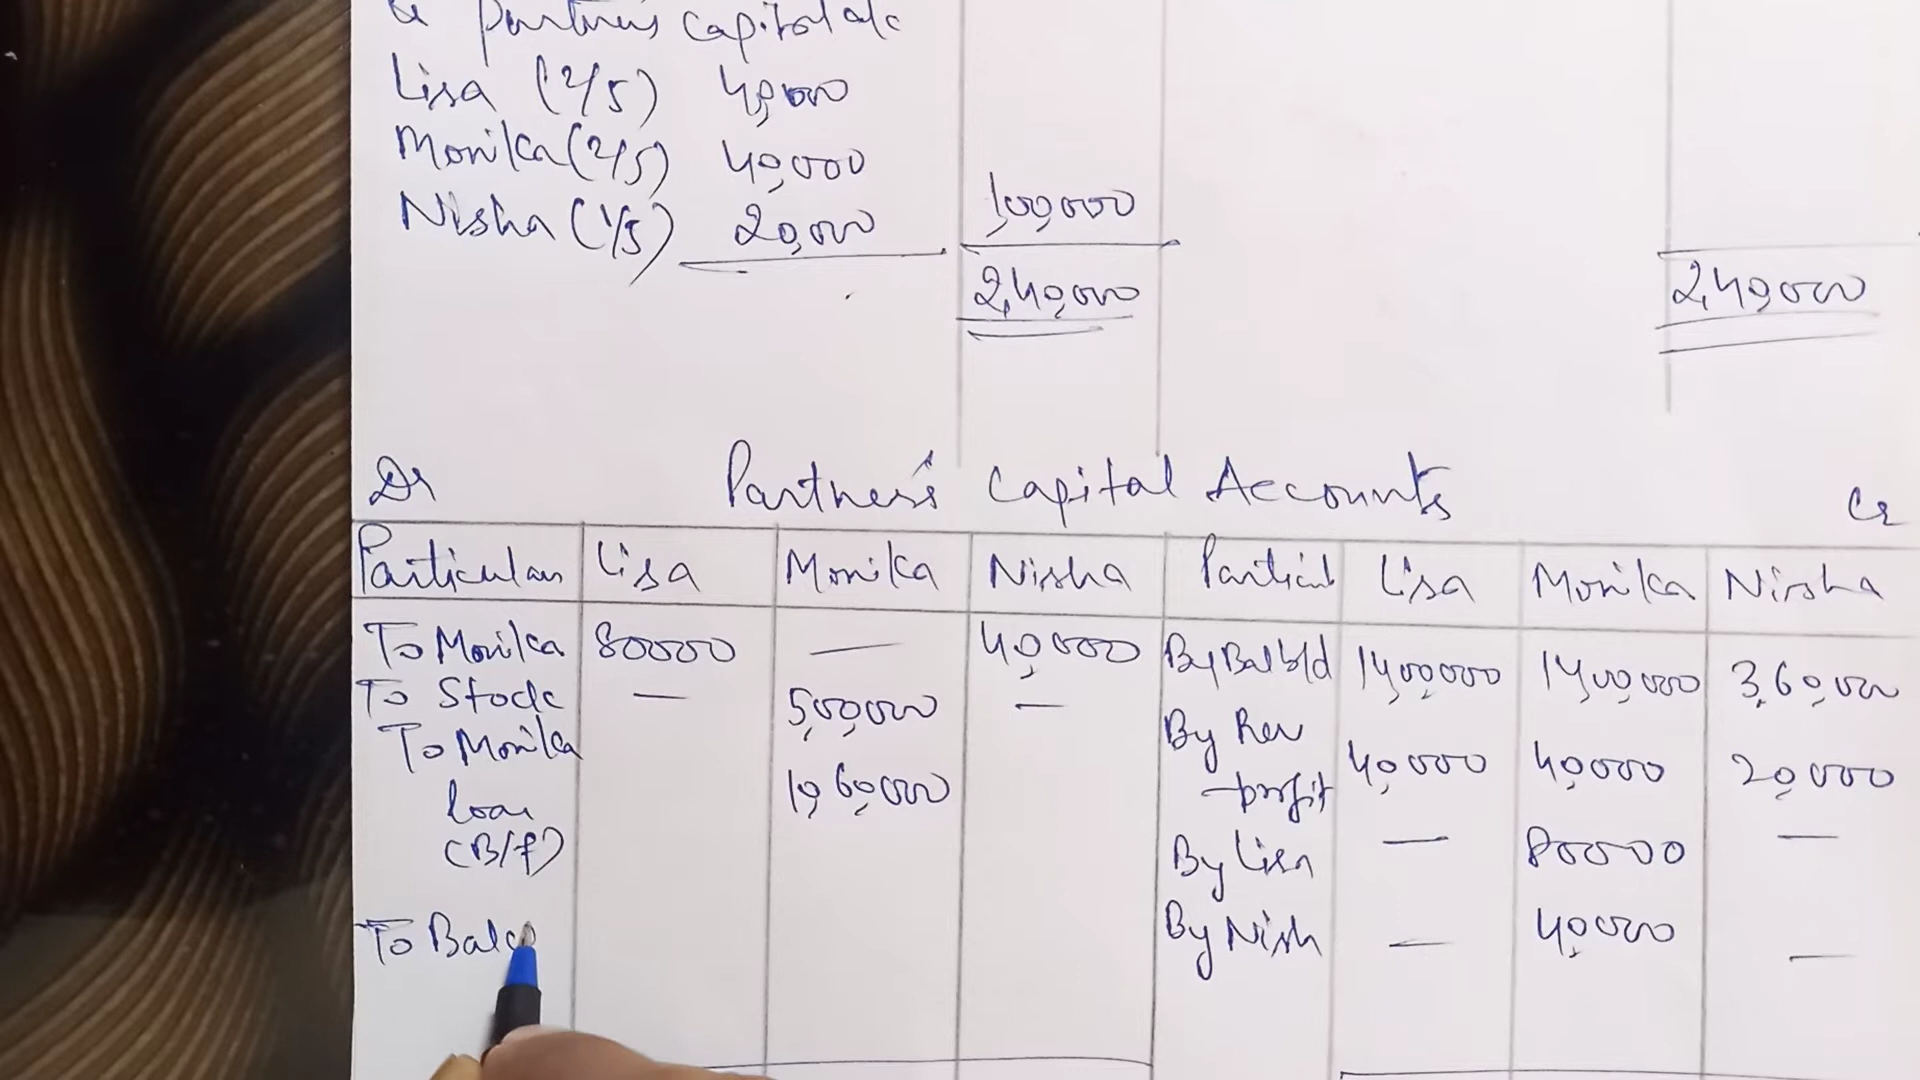 Partners capital a/c
Lisa (2/5) 40,000
Monika (2/5) 40,000
Nisha (1/5) 20,000 1,00,000
2,40,000 2,40,000
Dr Partner's Capital Accounts Cr
Particulars Lisa Monika Nisha Particul Lisa Monika Nisha
To Monika 80000 — 40,000 By Bal b/d 14,00,000 14,00,000 3,60,000
To Stock — 5,00,000 —
To Monika loan (B/f) 10,60,000 By Rev profit 40,000 40,000 20,000
By Lisa — 80000 —
To Balc By Nish — 40,000 —